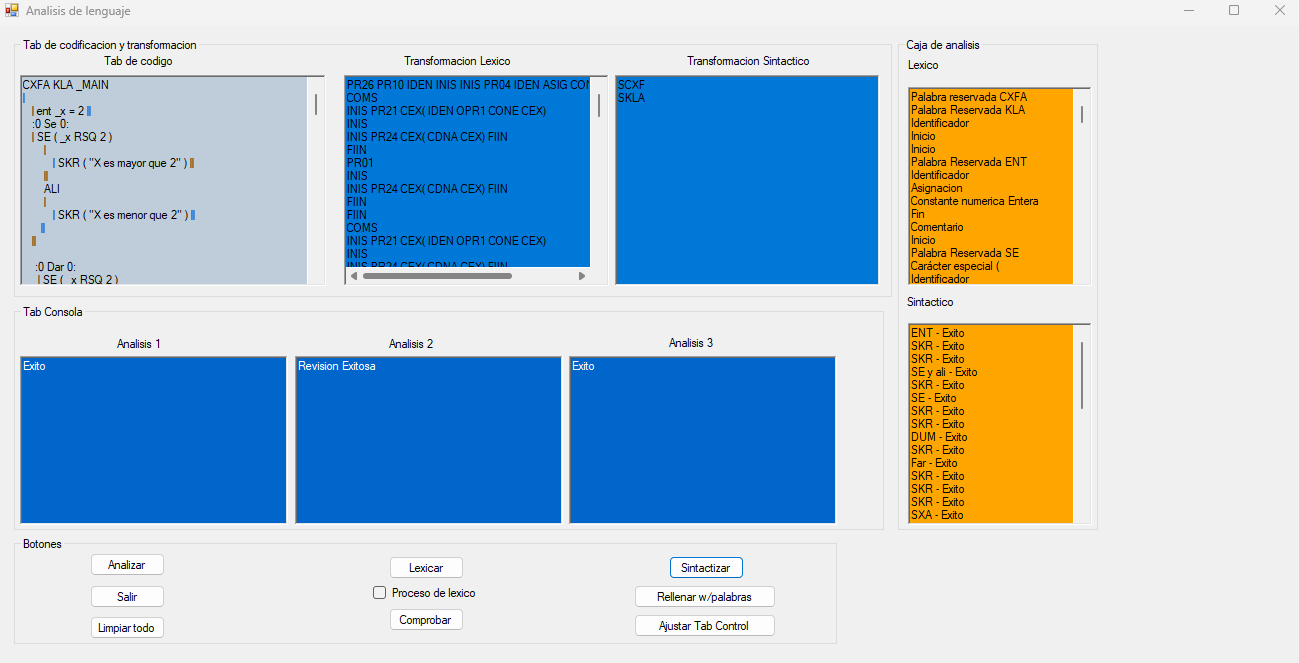 Analisis de lenguaje
Tab de codificacion y transformacion
Tab de codigo
CXFA KLA _MAIN
|
| ent _x = 2 ||
:0 Se 0:
| SE ( _x RSQ 2 )
|
| SKR ( "X es mayor que 2" ) ||
||
ALI
|
| SKR ( "X es menor que 2" ) ||
||
||
:0 Dar 0:
| SE ( _x RSQ 2 )
Transformacion Lexico
PR26 PR10 IDEN INIS INIS PR04 IDEN ASIG
COMS
INIS PR21 CEX( IDEN OPR1 CONE CEX)
INIS
INIS PR24 CEX( CDNA CEX) FIIN
FIIN
PR01
INIS
INIS PR24 CEX( CDNA CEX) FIIN
FIIN
FIIN
COMS
INIS PR21 CEX( IDEN OPR1 CONE CEX)
INIS
INIS PR24 CEX( CDNA CEX) FIIN
Transformacion Sintactico
SCXF
SKLA
Caja de analisis
Lexico
Palabra reservada CXFA
Palabra Reservada KLA
Identificador
Inicio
Inicio
Palabra Reservada ENT
Identificador
Asignacion
Constante numerica Entera
Fin
Comentario
Inicio
Palabra Reservada SE
Carácter especial (
Identificador
Sintactico
ENT - Exito
SKR - Exito
SKR - Exito
SE y ali - Exito
SKR - Exito
SE - Exito
SKR - Exito
SKR - Exito
DUM - Exito
SKR - Exito
Far - Exito
SKR - Exito
SKR - Exito
SKR - Exito
SXA - Exito
Tab Consola
Analisis 1
Exito
Analisis 2
Revision Exitosa
Analisis 3
Exito
Botones
Analizar
Salir
Limpiar todo
Lexicar
Proceso de lexico
Comprobar
Sintactizar
Rellenar w/palabras
Ajustar Tab Control